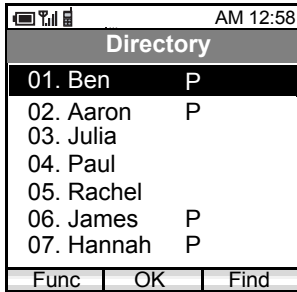 AM 12:58
Directory
01. Ben P
02. Aaron P
03. Julia
04. Paul
05. Rachel
06. James P
07. Hannah P
Func OK Find